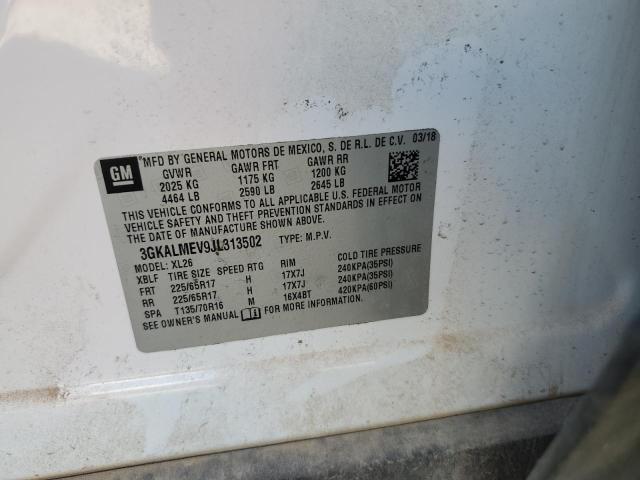 GM
MFD BY GENERAL MOTORS DE MEXICO, S. DE R.L. DE C.V. 03/18
GVWR GAWR FRT GAWR RR
2025 KG 1175 KG 1200 KG
4464 LB 2590 LB 2645 LB
THIS VEHICLE CONFORMS TO ALL APPLICABLE U.S. FEDERAL MOTOR
VEHICLE SAFETY AND THEFT PREVENTION STANDARDS IN EFFECT ON
THE DATE OF MANUFACTURE SHOWN ABOVE.
3GKALMEV9JL313502 TYPE: M.P.V.
MODEL: XL26
XBLF TIRE SIZE SPEED RTG RIM COLD TIRE PRESSURE
FRT 225/65R17 H 17X7J 240KPA(35PSI)
RR 225/65R17 H 17X7J 240KPA(35PSI)
SPA T135/70R16 M 16X4BT 420KPA(60PSI)
SEE OWNER'S MANUAL FOR MORE INFORMATION.